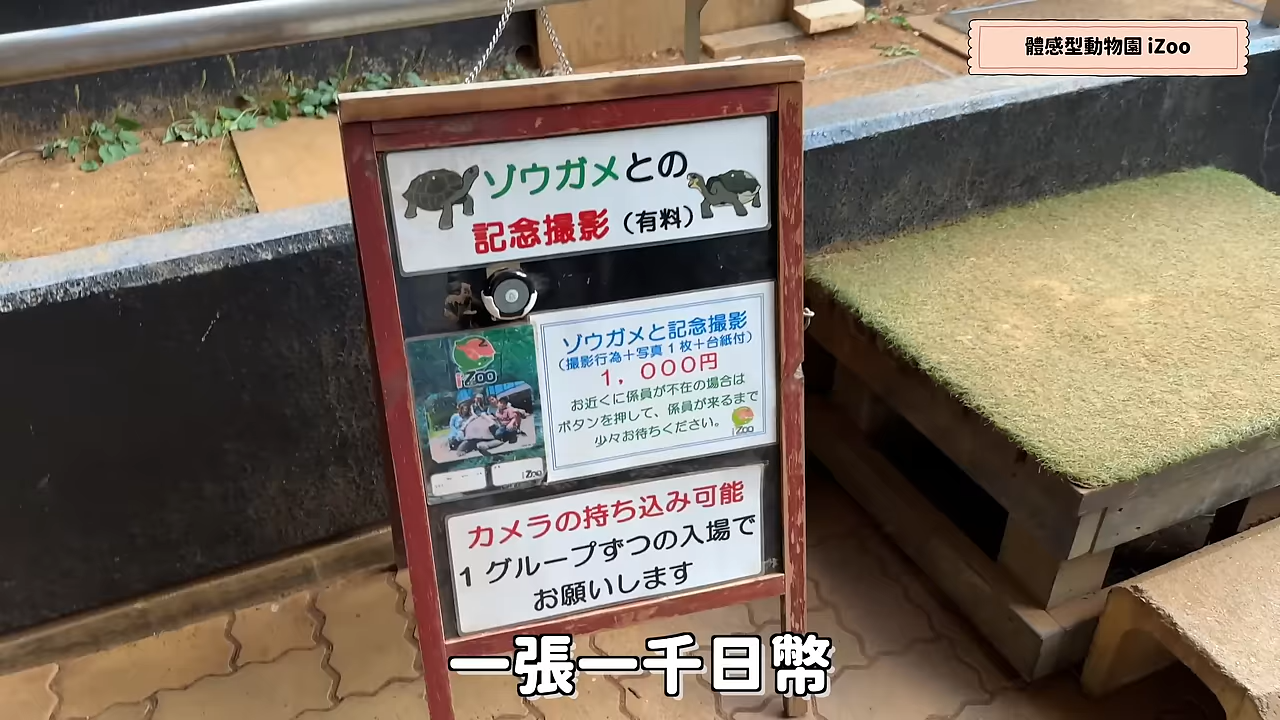 體感型動物園 iZoo
ゾウガメとの
記念撮影（有料）
iZOO
ゾウガメと記念撮影
（撮影行為＋写真１枚＋台紙付）
１，０００円
お近くに係員が不在の場合は
ボタンを押して、係員が来るまで
少々お待ちください。
iZoo
iZoo
カメラの持ち込み可能
１グループずつの入場で
お願いします
一張一千日幣